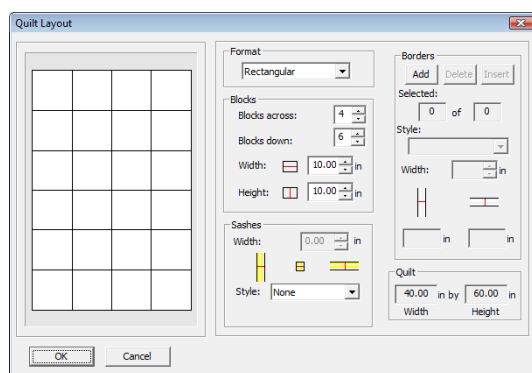 Quilt Layout
Format
Rectangular
Blocks
Blocks across: 4
Blocks down: 6
Width: 10.00 in
Height: 10.00 in
Sashes
Width: 0.00 in
Style: None
Borders
Add Delete Insert
Selected:
0 of 0
Style:
Width: in
in in
Quilt
40.00 in by 60.00 in
Width Height
OK Cancel